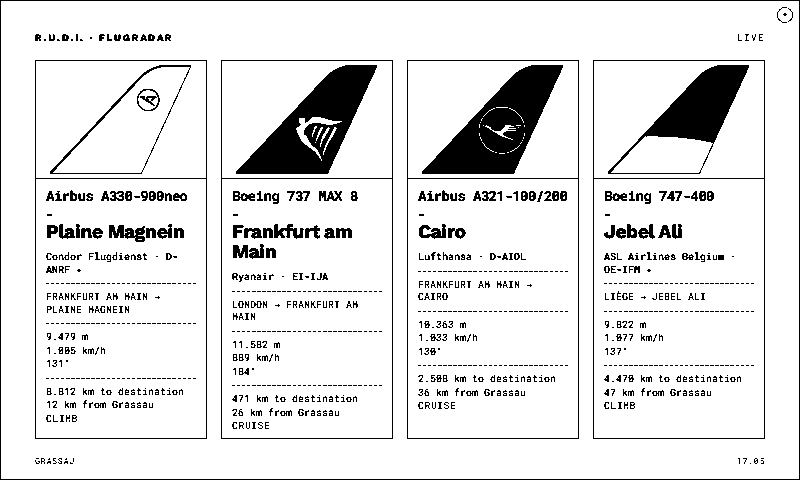 R.U.D.I. · FLUGRADAR
LIVE
Airbus A330-900neo
-
Plaine Magnein
Condor Flugdienst · D-
ANRF ✦
FRANKFURT AM MAIN →
PLAINE MAGNEIN
9.479 m
1.005 km/h
131°
8.812 km to destination
12 km from Grassau
CLIMB
Boeing 737 MAX 8
-
Frankfurt am
Main
Ryanair · EI-IJA
LONDON → FRANKFURT AM
MAIN
11.582 m
889 km/h
184°
471 km to destination
26 km from Grassau
CRUISE
Airbus A321-100/200
-
Cairo
Lufthansa · D-AIOL
FRANKFURT AM MAIN →
CAIRO
10.363 m
1.033 km/h
130°
2.508 km to destination
36 km from Grassau
CRUISE
Boeing 747-400
-
Jebel Ali
ASL Airlines Belgium ·
OE-IFM ✦
LIÈGE → JEBEL ALI
9.822 m
1.077 km/h
137°
4.470 km to destination
47 km from Grassau
CLIMB
GRASSAU
17.05